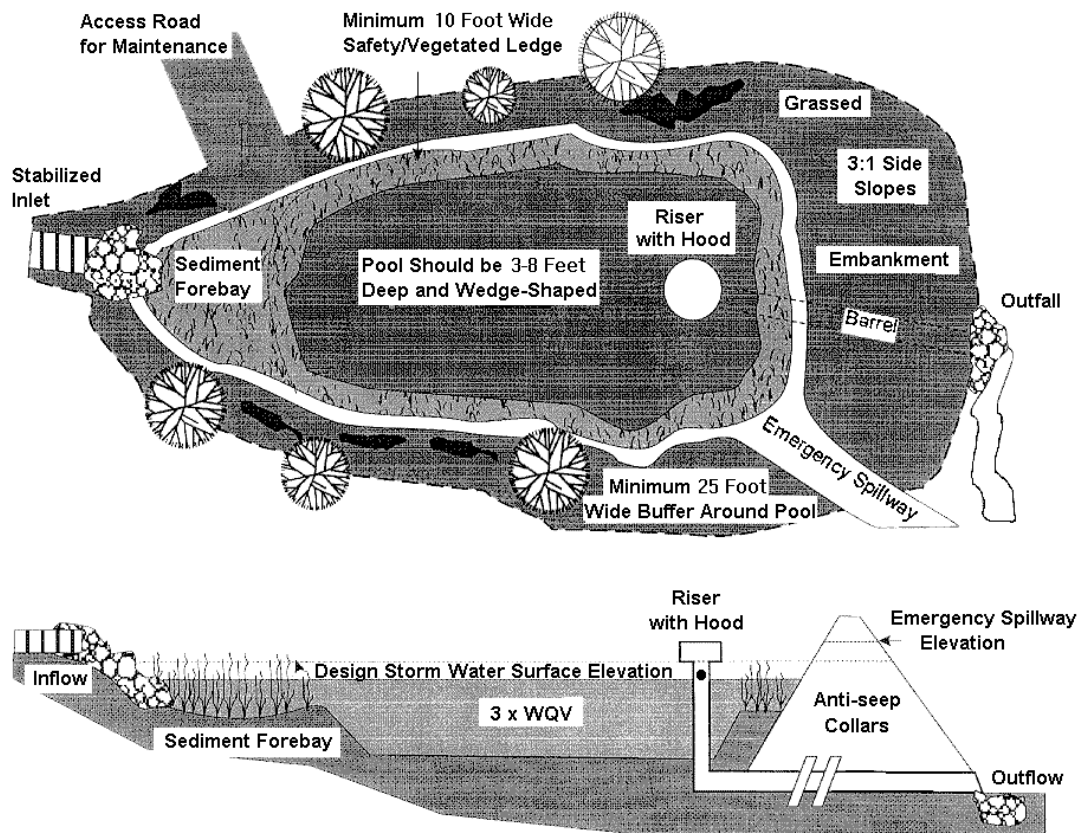 Access Road
for Maintenance
Minimum 10 Foot Wide
Safety/Vegetated Ledge
Grassed
3:1 Side
Slopes
Stabilized
Inlet
Riser
with Hood
Sediment
Forebay
Pool Should be 3-8 Feet
Deep and Wedge-Shaped
Embankment
Outfall
Barrel
Emergency Spillway
Minimum 25 Foot
Wide Buffer Around Pool
Riser
with Hood
Emergency Spillway
Elevation
Inflow
Design Storm Water Surface Elevation
3 x WQV
Anti-seep
Collars
Sediment Forebay
Outflow